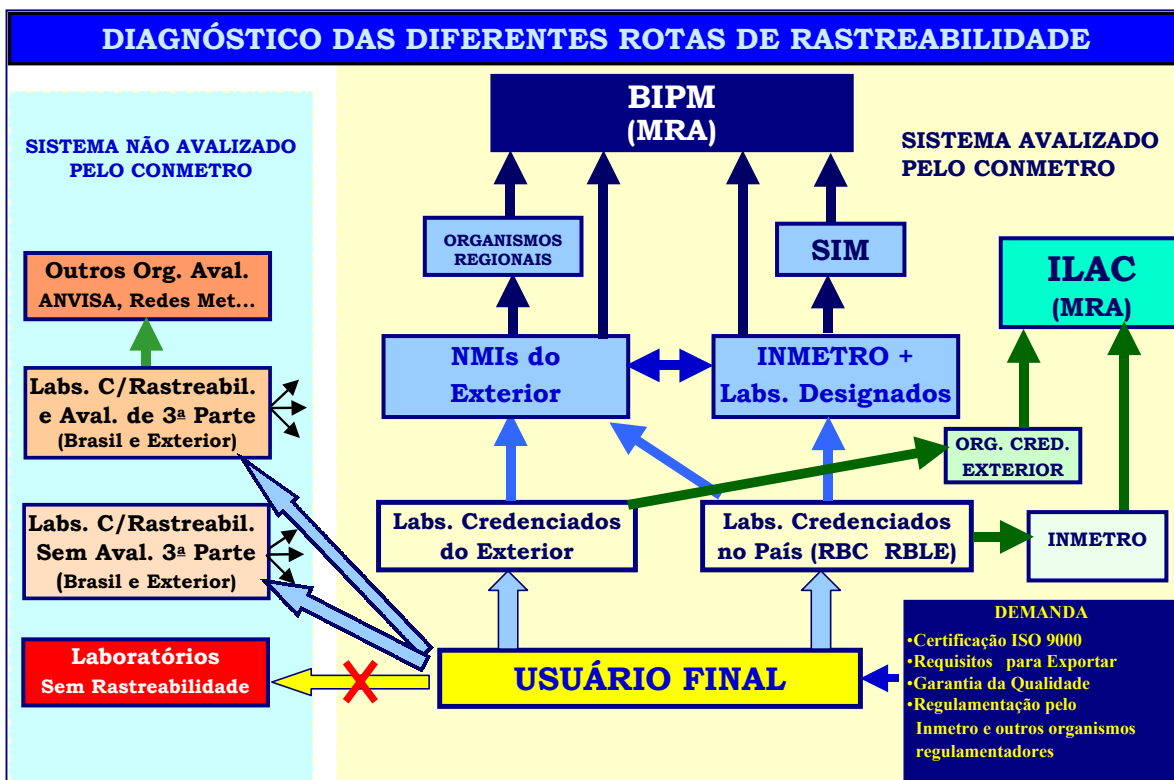 DIAGNÓSTICO DAS DIFERENTES ROTAS DE RASTREABILIDADE
SISTEMA NÃO AVALIZADO
PELO CONMETRO
BIPM
(MRA)
SISTEMA AVALIZADO
PELO CONMETRO
ORGANISMOS
REGIONAIS
SIM
ILAC
(MRA)
Outros Org. Aval.
ANVISA, Redes Met...
NMIs do
Exterior
INMETRO +
Labs. Designados
Labs. C/Rastreabil.
e Aval. de 3ª Parte
(Brasil e Exterior)
ORG. CRED.
EXTERIOR
Labs. C/Rastreabil.
Sem Aval. 3ª Parte
(Brasil e Exterior)
Labs. Credenciados
do Exterior
Labs. Credenciados
no País (RBC RBLE)
INMETRO
Laboratórios
Sem Rastreabilidade
USUÁRIO FINAL
DEMANDA
•Certificação ISO 9000
•Requisitos para Exportar
•Garantia da Qualidade
•Regulamentação pelo
Inmetro e outros organismos
regulamentadores